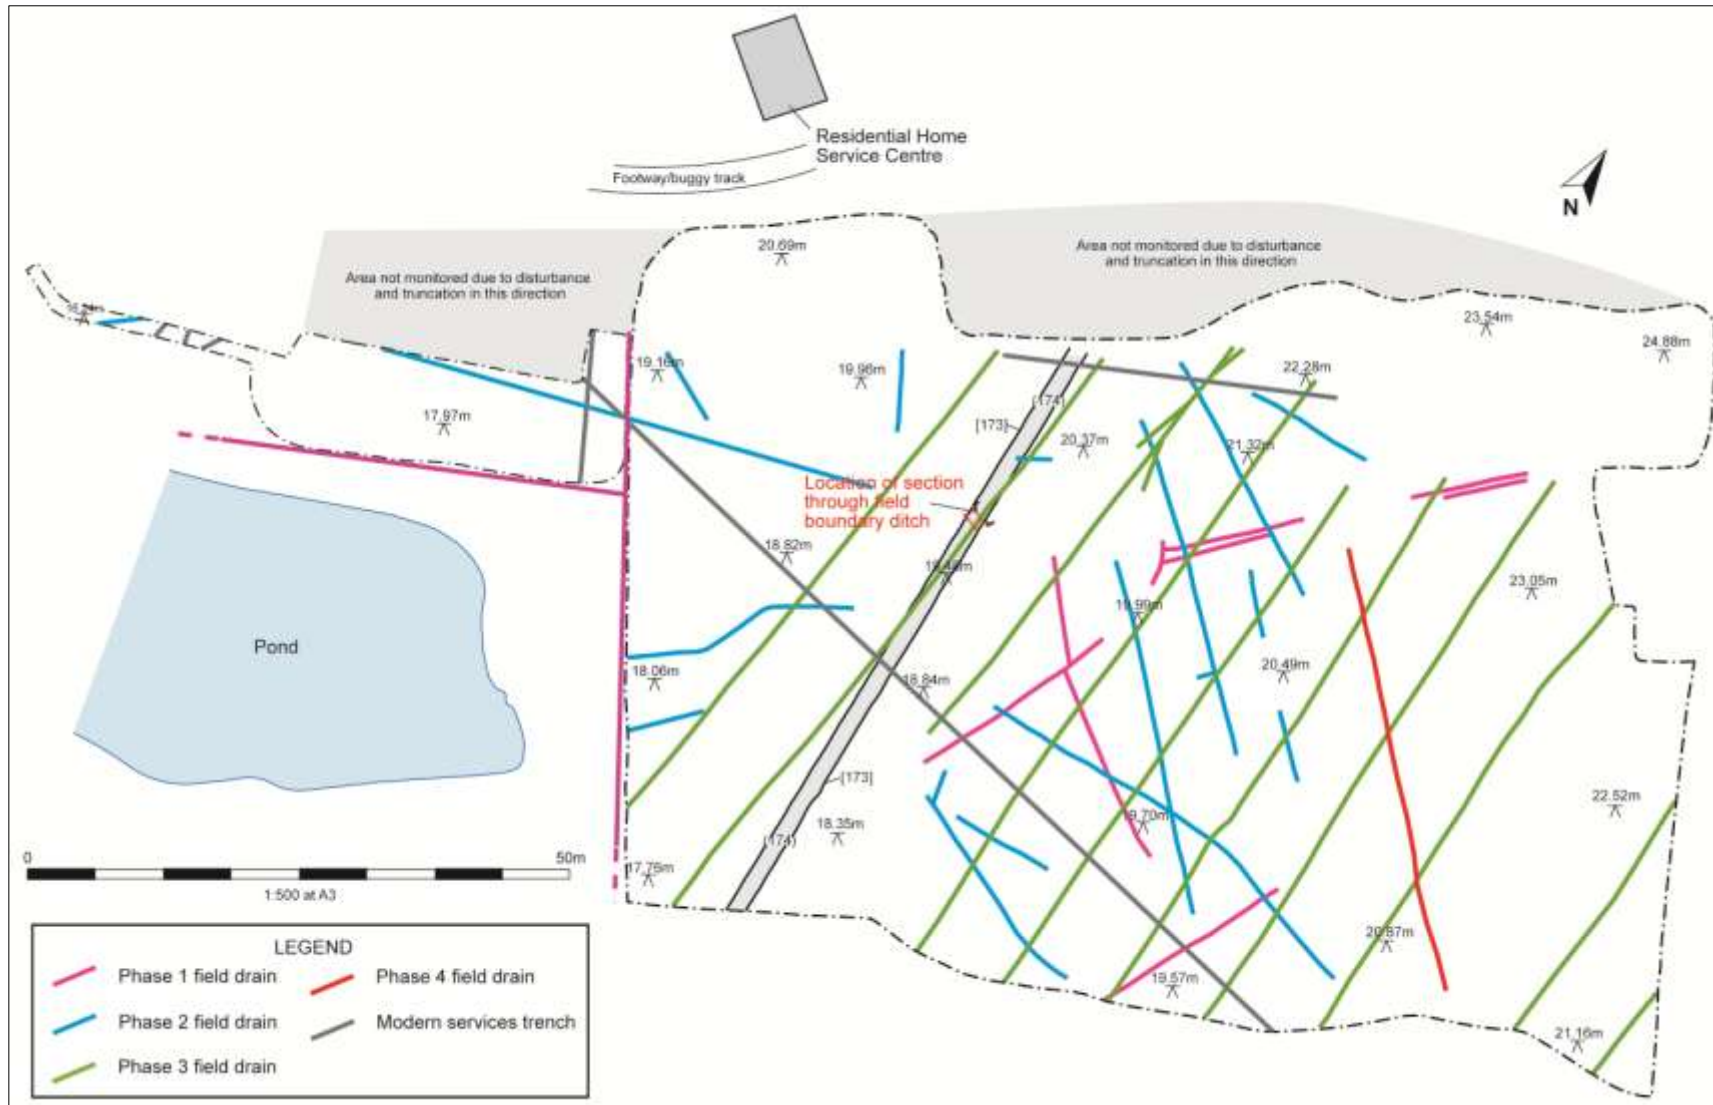 Residential Home
Service Centre
Footway/buggy track
N
20.69m
Area not monitored due to disturbance
and truncation in this direction
Area not monitored due to disturbance
and truncation in this direction
23.54m
24.88m
19.16m
19.96m
22.28m
17.97m
(174)
[173]
20.37m
21.32m
Location of section
through field
boundary ditch
18.82m
23.05m
19.99m
Pond
18.06m
18.84m
20.49m
[173]
22.52m
19.70m
18.35m
(174)
17.76m
0
50m
1:500 at A3
20.87m
19.57m
21.16m
LEGEND
Phase 1 field drain
Phase 4 field drain
Phase 2 field drain
Modern services trench
Phase 3 field drain